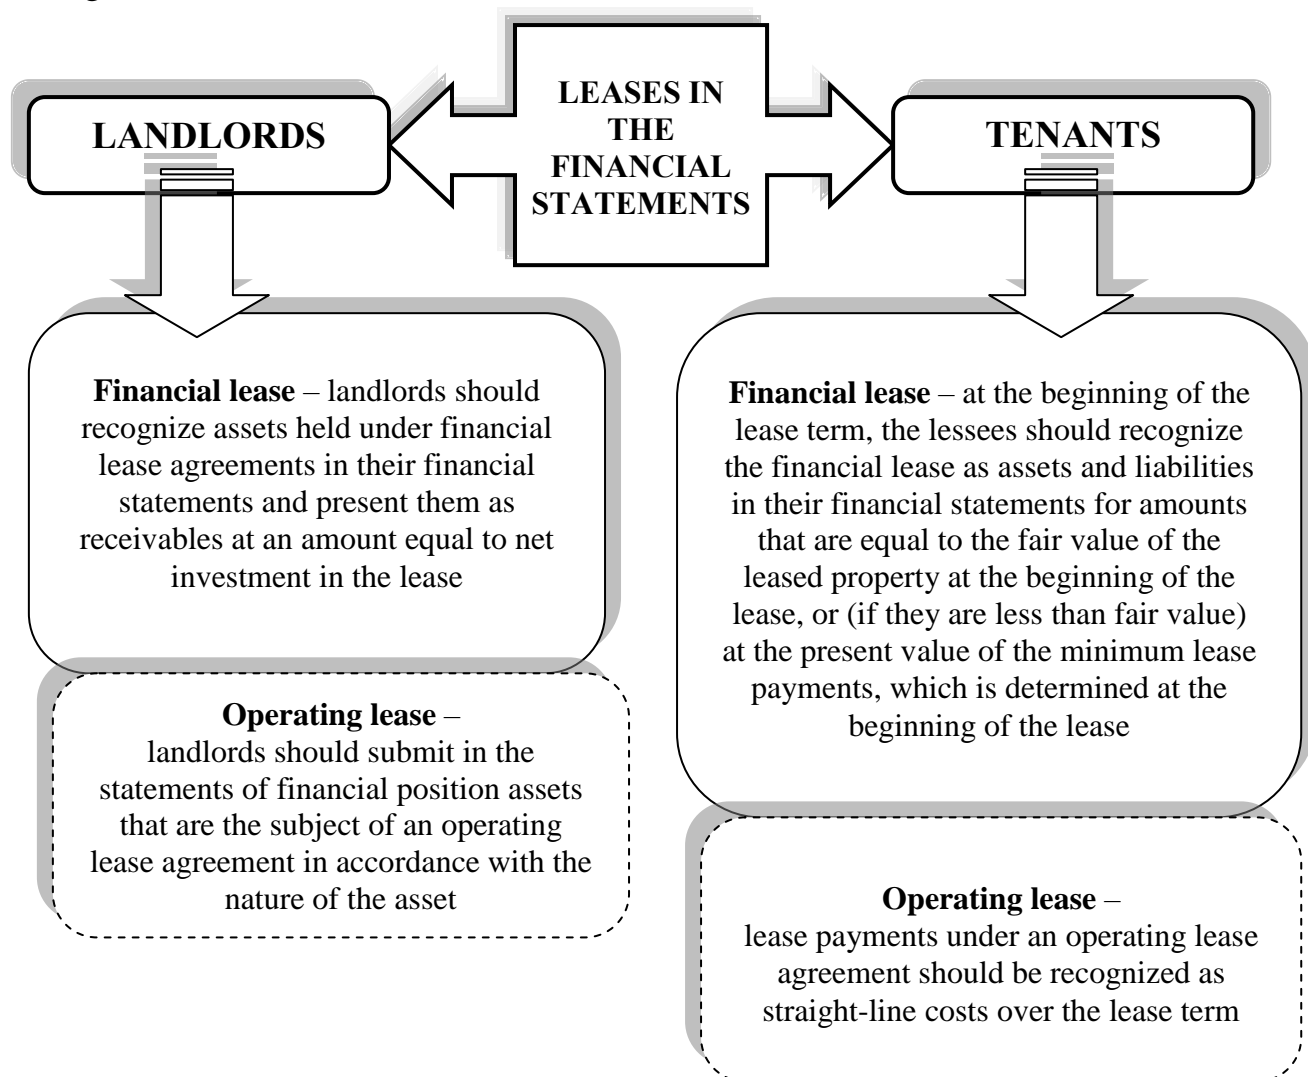 LEASES IN
THE
FINANCIAL
STATEMENTS
LANDLORDS
TENANTS
Financial lease – landlords should
recognize assets held under financial
lease agreements in their financial
statements and present them as
receivables at an amount equal to net
investment in the lease
Operating lease –
landlords should submit in the
statements of financial position assets
that are the subject of an operating
lease agreement in accordance with the
nature of the asset
Financial lease – at the beginning of the
lease term, the lessees should recognize
the financial lease as assets and liabilities
in their financial statements for amounts
that are equal to the fair value of the
leased property at the beginning of the
lease, or (if they are less than fair value)
at the present value of the minimum lease
payments, which is determined at the
beginning of the lease
Operating lease –
lease payments under an operating lease
agreement should be recognized as
straight-line costs over the lease term